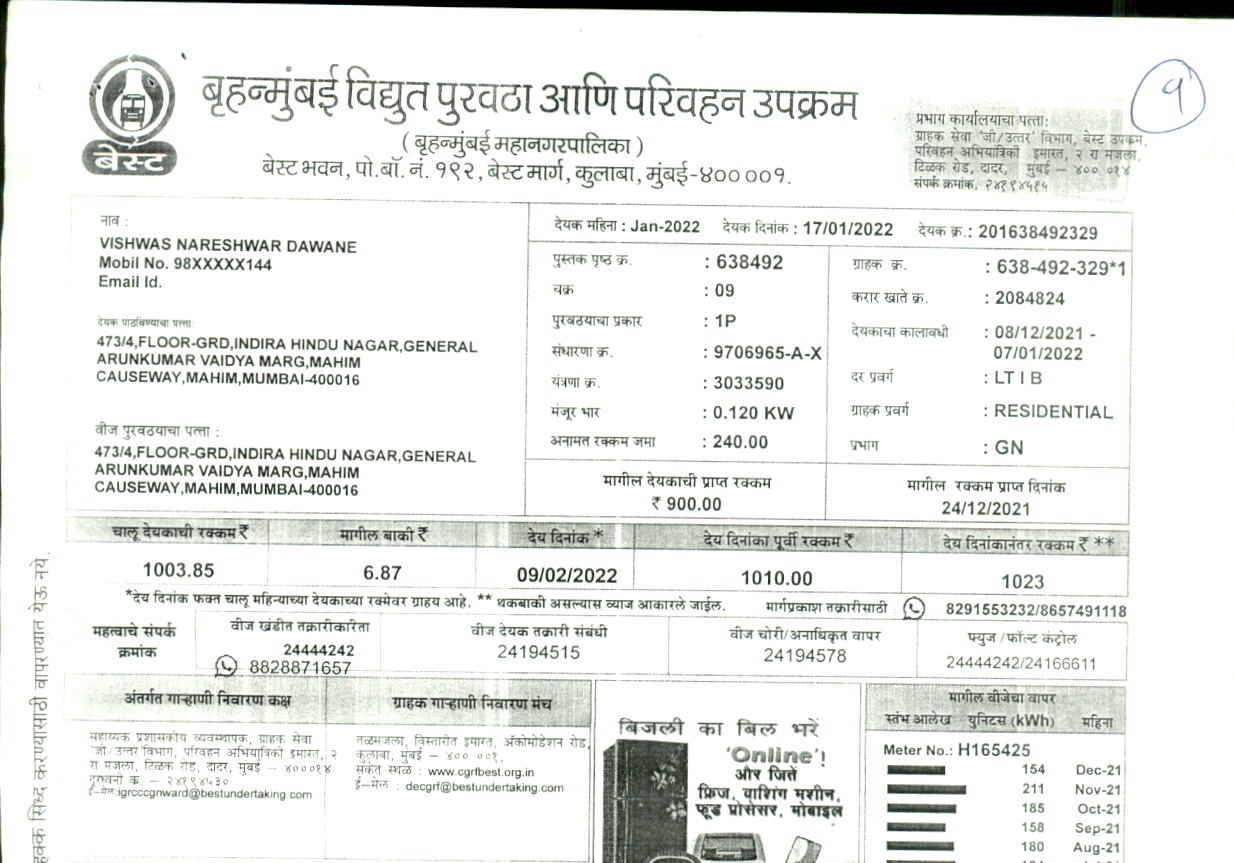 ९
बृहन्मुंबई विद्युत पुरवठा आणि परिवहन उपक्रम
( बृहन्मुंबई महानगरपालिका )
बेस्ट भवन, पो.बॉ. नं. १९२, बेस्ट मार्ग, कुलाबा, मुंबई-४०० ००१.
बेस्ट
प्रभाग कार्यालयाचा पत्ता:
ग्राहक सेवा 'जी/उत्तर' विभाग, बेस्ट उपक्रम,
परिवहन अभियांत्रिकी इमारत, २ रा मजला,
टिळक रोड, दादर, मुंबई – ४०० ०१४
संपर्क क्रमांक, २४१९४५१५
नाव :
VISHWAS NARESHWAR DAWANE
Mobil No. 98XXXXX144
Email Id.
देयक पाठविण्याचा पत्ता:
473/4,FLOOR-GRD,INDIRA HINDU NAGAR,GENERAL
ARUNKUMAR VAIDYA MARG,MAHIM
CAUSEWAY,MAHIM,MUMBAI-400016
वीज पुरवठयाचा पत्ता :
473/4,FLOOR-GRD,INDIRA HINDU NAGAR,GENERAL
ARUNKUMAR VAIDYA MARG,MAHIM
CAUSEWAY,MAHIM,MUMBAI-400016
देयक महिना : Jan-2022 देयक दिनांक : 17/01/2022 देयक क्र.: 201638492329
पुस्तक पृष्ठ क्र. : 638492
चक्र : 09
पुरवठयाचा प्रकार : 1P
संधारणा क्र. : 9706965-A-X
यंत्रणा क्र. : 3033590
मंजूर भार : 0.120 KW
अनामत रक्कम जमा : 240.00
ग्राहक क्र. : 638-492-329*1
करार खाते क्र. : 2084824
देयकाचा कालावधी : 08/12/2021 -
07/01/2022
दर प्रवर्ग : LT I B
ग्राहक प्रवर्ग : RESIDENTIAL
प्रभाग : GN
मागील देयकाची प्राप्त रक्कम
₹ 900.00
मागील रक्कम प्राप्त दिनांक
24/12/2021
चालू देयकाची रक्कम ₹ मागील बाकी ₹ देय दिनांक * देय दिनांका पूर्वी रक्कम ₹ देय दिनांकानंतर रक्कम ₹ **
1003.85 6.87 09/02/2022 1010.00 1023
*देय दिनांक फक्त चालू महिन्याच्या देयकाच्या रक्मेवर ग्राहय आहे. ** थकबाकी असल्यास व्याज आकारले जाईल. मार्गप्रकाश तक्रारीसाठी 8291553232/8657491118
महत्वाचे संपर्क
क्रमांक
वीज खंडीत तक्रारीकरिता
24444242
8828871657
वीज देयक तक्रारी संबंधी
24194515
वीज चोरी/अनाधिकृत वापर
24194578
फ्युज /फॉल्ट कंट्रोल
24444242/24166611
अंतर्गत गाऱ्हाणी निवारण कक्ष
सहाय्यक प्रशासकीय व्यवस्थापक, ग्राहक सेवा
'जी/ उत्तर विभाग, परिवहन अभियांत्रिकी इमारत, २
रा मजला, टिळक रोड, दादर, मुंबई – ४०००१४
दुरध्वनी क. – २४१९४५३०
ई–मेल:igrcccgnward@bestundertaking.com
ग्राहक गाऱ्हाणी निवारण मंच
तळमजला, विस्तारीत इमारत, अ‍ॅकोमोडेशन रोड,
कुलाबा, मुंबई – ४०० ००१,
संकेत स्थळ : www.cgrfbest.org.in
ई–मेल : decgrf@bestundertaking.com
बिजली का बिल भरें
'Online'!
और जितें
फ्रिज, वाशिंग मशीन,
फूड प्रोसेसर, मोबाइल
मागील वीजेचा वापर
स्तंभ आलेख युनिटस (kWh) महिना
Meter No.: H165425
154 Dec-21
211 Nov-21
185 Oct-21
158 Sep-21
180 Aug-21
हक्क सिध्द करण्यासाठी वापरण्यात येऊ नये.